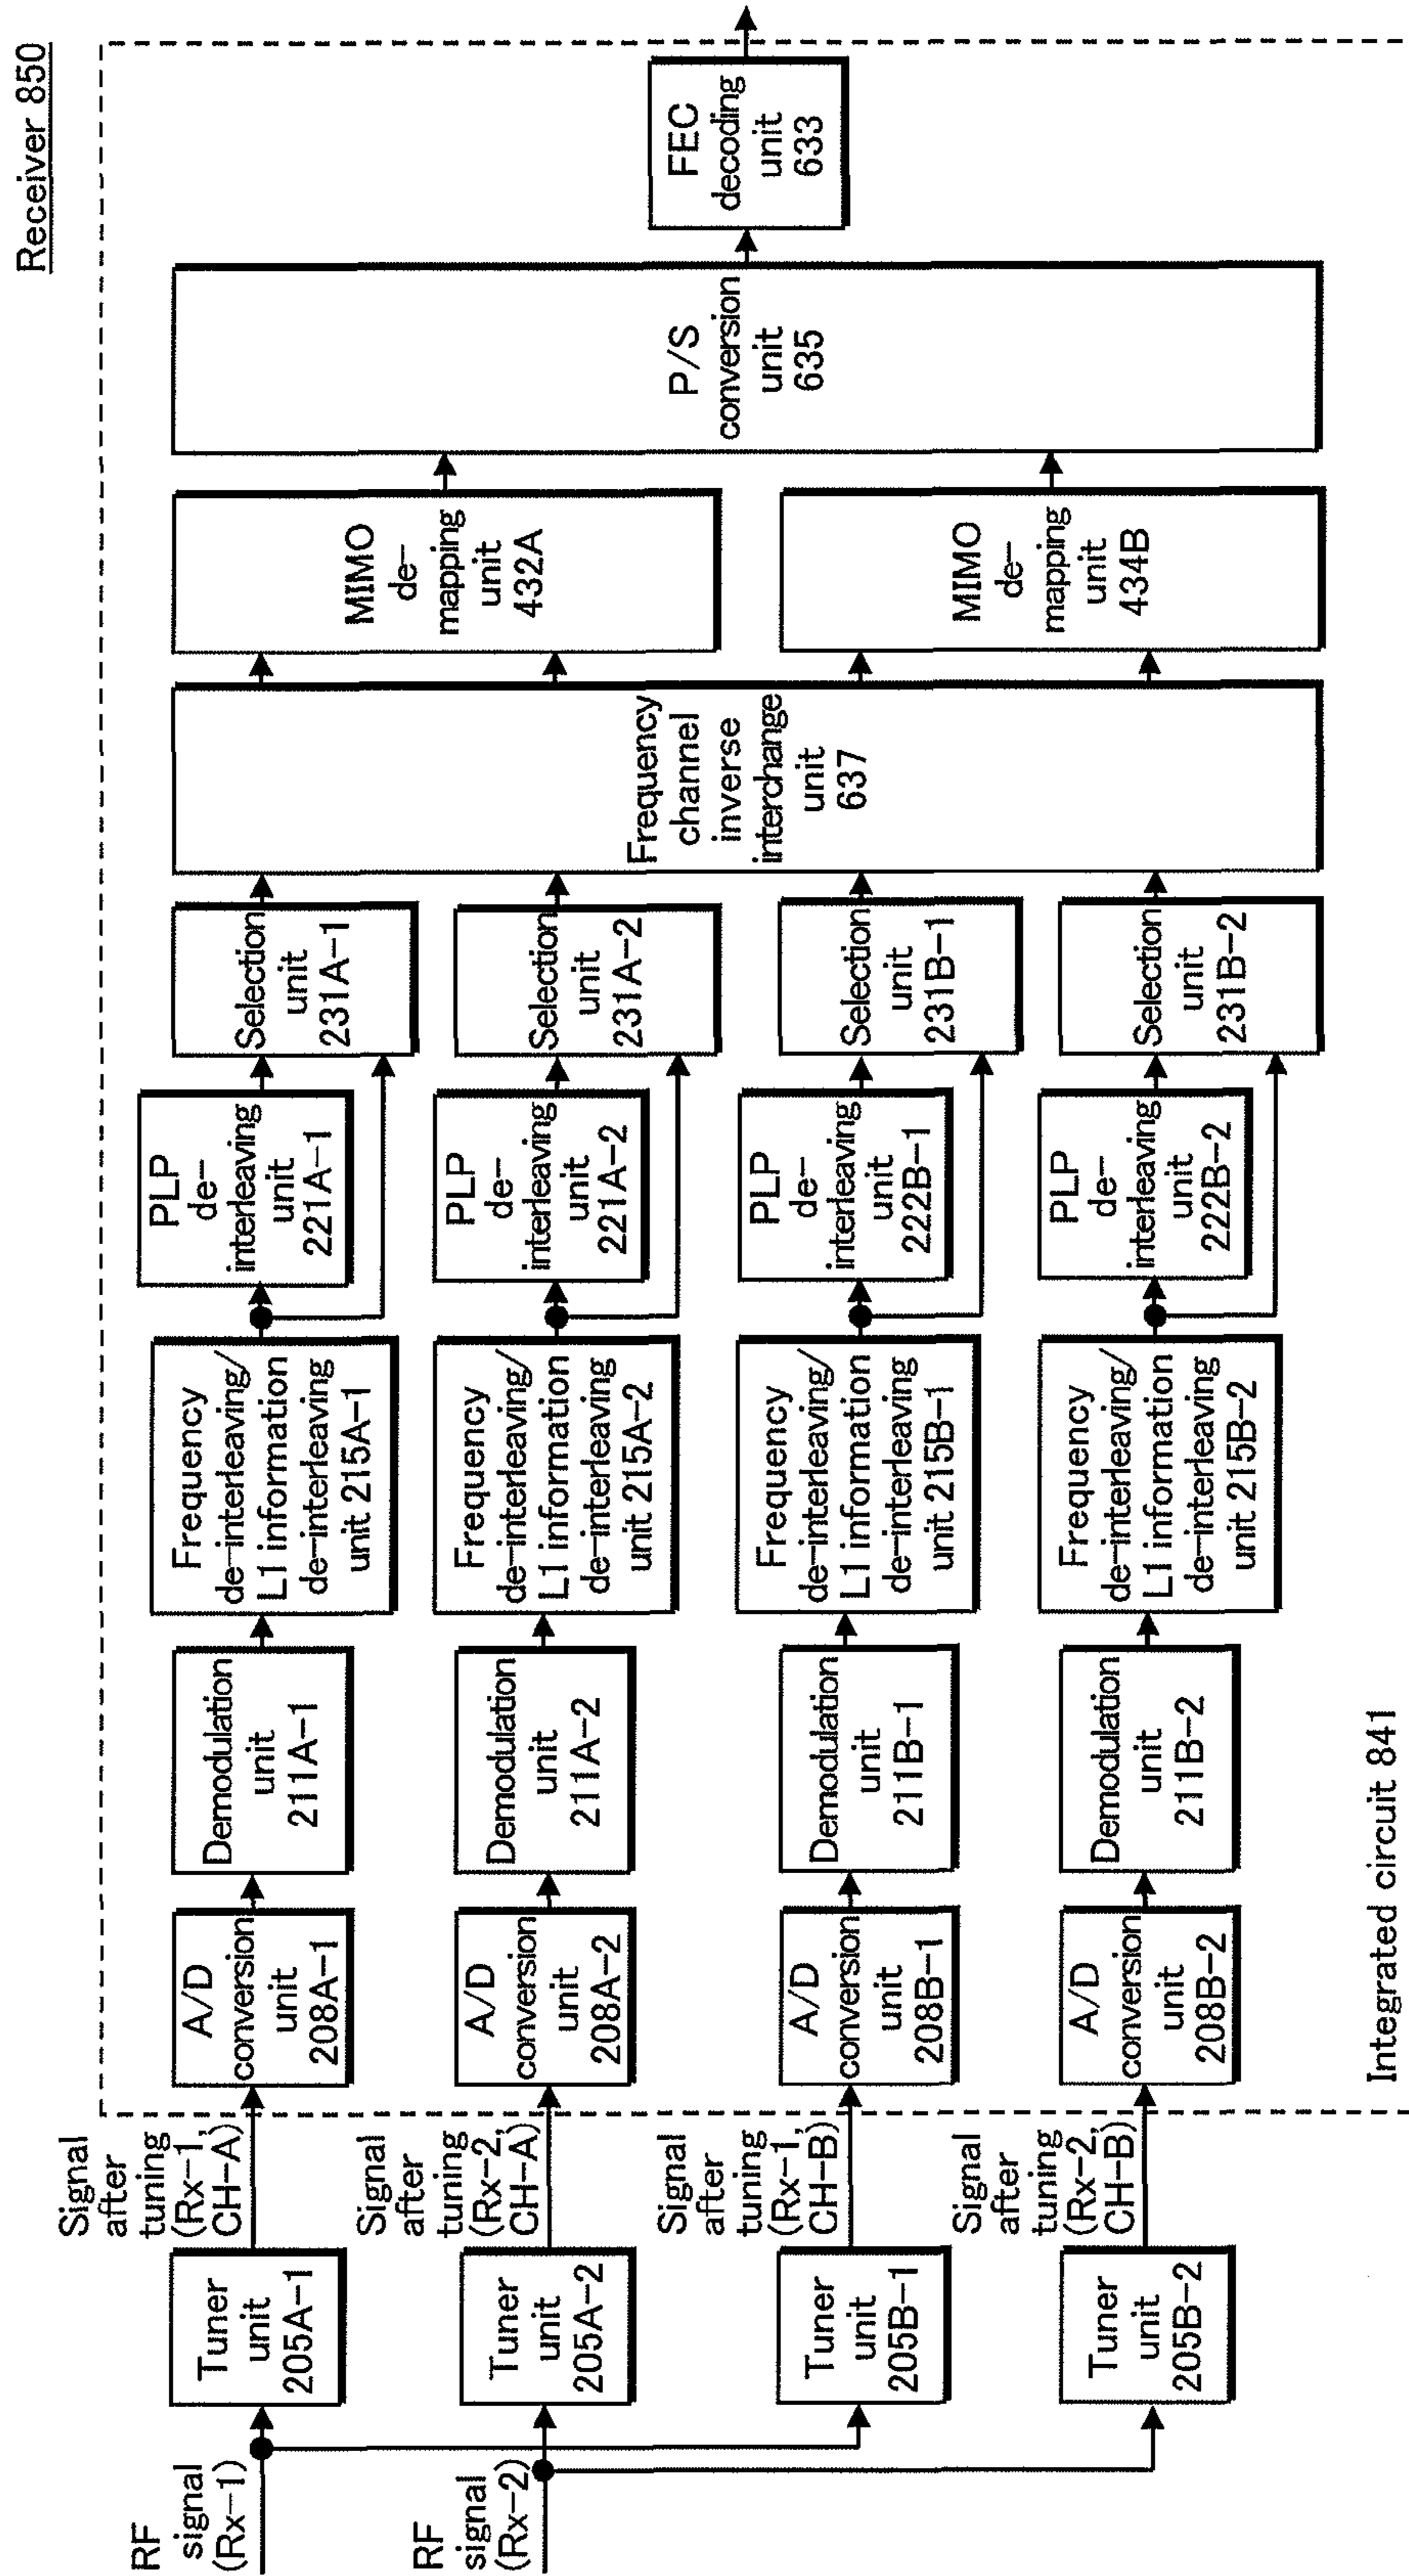 Receiver 850
RF
signal
(Rx-1)
RF
signal
(Rx-2)
Tuner
unit
205A-1
Tuner
unit
205A-2
Tuner
unit
205B-1
Tuner
unit
205B-2
Signal
after
tuning
(Rx-1,
CH-A)
Signal
after
tuning
(Rx-2,
CH-A)
Signal
after
tuning
(Rx-1,
CH-B)
Signal
after
tuning
(Rx-2,
CH-B)
A/D
conversion
unit
208A-1
A/D
conversion
unit
208A-2
A/D
conversion
unit
208B-1
A/D
conversion
unit
208B-2
Demodulation
unit
211A-1
Demodulation
unit
211A-2
Demodulation
unit
211B-1
Demodulation
unit
211B-2
Frequency
de-interleaving/
L1 information
de-interleaving
unit 215A-1
Frequency
de-interleaving/
L1 information
de-interleaving
unit 215A-2
Frequency
de-interleaving/
L1 information
de-interleaving
unit 215B-1
Frequency
de-interleaving/
L1 information
de-interleaving
unit 215B-2
PLP
de-
interleaving
unit
221A-1
PLP
de-
interleaving
unit
221A-2
PLP
de-
interleaving
unit
222B-1
PLP
de-
interleaving
unit
222B-2
Selection
unit
231A-1
Selection
unit
231A-2
Selection
unit
231B-1
Selection
unit
231B-2
Frequency
channel
inverse
interchange
unit
637
MIMO
de-
mapping
unit
432A
MIMO
de-
mapping
unit
434B
P/S
conversion
unit
635
FEC
decoding
unit
633
Integrated circuit 841